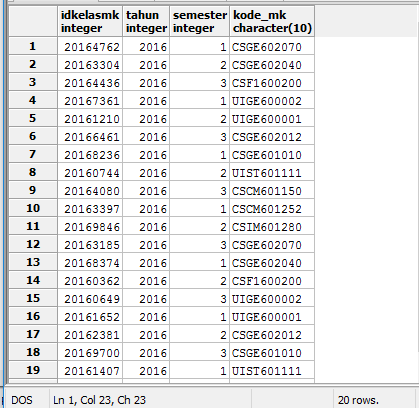 idkelasmk tahun semester kode_mk
integer integer integer character(10)
1 20164762 2016 1 CSGE602070
2 20163304 2016 2 CSGE602040
3 20164436 2016 3 CSF1600200
4 20167361 2016 1 UIGE600002
5 20161210 2016 2 UIGE600001
6 20166461 2016 3 CSGE602012
7 20168236 2016 1 CSGE601010
8 20160744 2016 2 UIST601111
9 20164080 2016 3 CSCM601150
10 20163397 2016 1 CSCM601252
11 20169846 2016 2 CSIM601280
12 20163185 2016 3 CSGE602070
13 20168374 2016 1 CSGE602040
14 20160362 2016 2 CSF1600200
15 20160649 2016 3 UIGE600002
16 20161652 2016 1 UIGE600001
17 20162381 2016 2 CSGE602012
18 20169700 2016 3 CSGE601010
19 20161407 2016 1 UIST601111
DOS Ln 1, Col 23, Ch 23 20 rows.